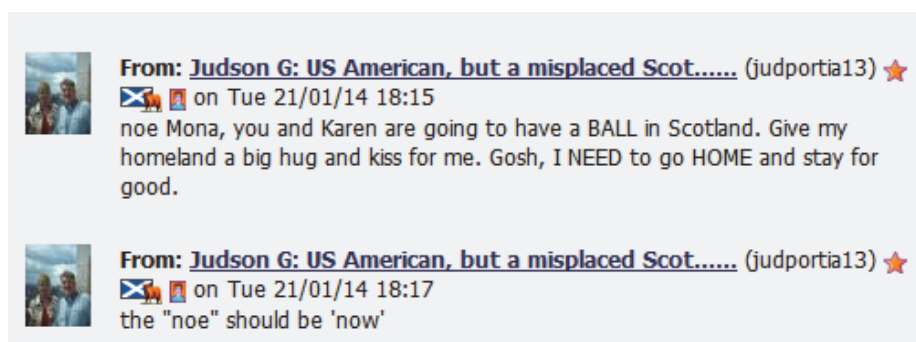 From: Judson G: US American, but a misplaced Scot...... (judportia13)
on Tue 21/01/14 18:15
noe Mona, you and Karen are going to have a BALL in Scotland. Give my
homeland a big hug and kiss for me. Gosh, I NEED to go HOME and stay for
good.
From: Judson G: US American, but a misplaced Scot...... (judportia13)
on Tue 21/01/14 18:17
the "noe" should be 'now'